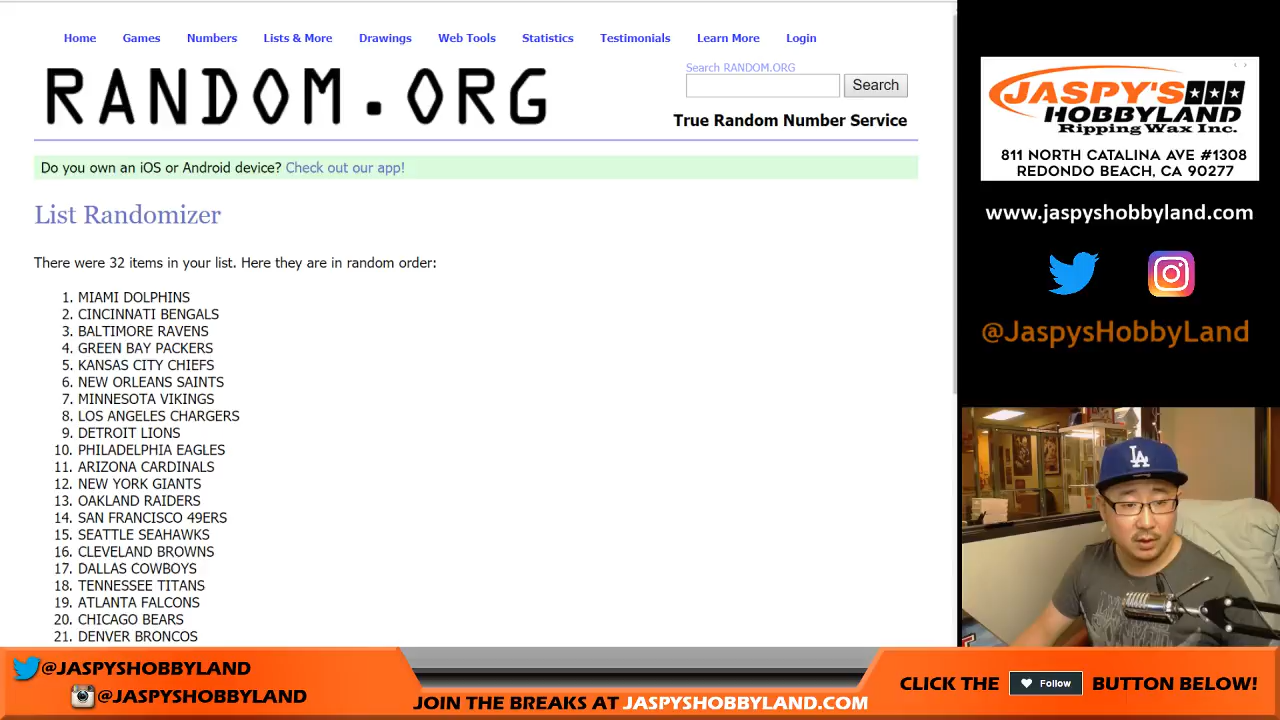 Home Games Numbers Lists & More Drawings Web Tools Statistics Testimonials Learn More Login
RANDOM.ORG
Search RANDOM.ORG
Search
True Random Number Service
Do you own an iOS or Android device? Check out our app!
List Randomizer
There were 32 items in your list. Here they are in random order:
1. MIAMI DOLPHINS
2. CINCINNATI BENGALS
3. BALTIMORE RAVENS
4. GREEN BAY PACKERS
5. KANSAS CITY CHIEFS
6. NEW ORLEANS SAINTS
7. MINNESOTA VIKINGS
8. LOS ANGELES CHARGERS
9. DETROIT LIONS
10. PHILADELPHIA EAGLES
11. ARIZONA CARDINALS
12. NEW YORK GIANTS
13. OAKLAND RAIDERS
14. SAN FRANCISCO 49ERS
15. SEATTLE SEAHAWKS
16. CLEVELAND BROWNS
17. DALLAS COWBOYS
18. TENNESSEE TITANS
19. ATLANTA FALCONS
20. CHICAGO BEARS
21. DENVER BRONCOS
JASPY'S
HOBBYLAND
Ripping Wax Inc.
811 NORTH CATALINA AVE #1308
REDONDO BEACH, CA 90277
www.jaspyshobbyland.com
@JaspysHobbyLand
LA
@JASPYSHOBBYLAND
@JASPYSHOBBYLAND
JOIN THE BREAKS AT JASPYSHOBBYLAND.COM
CLICK THE Follow BUTTON BELOW!